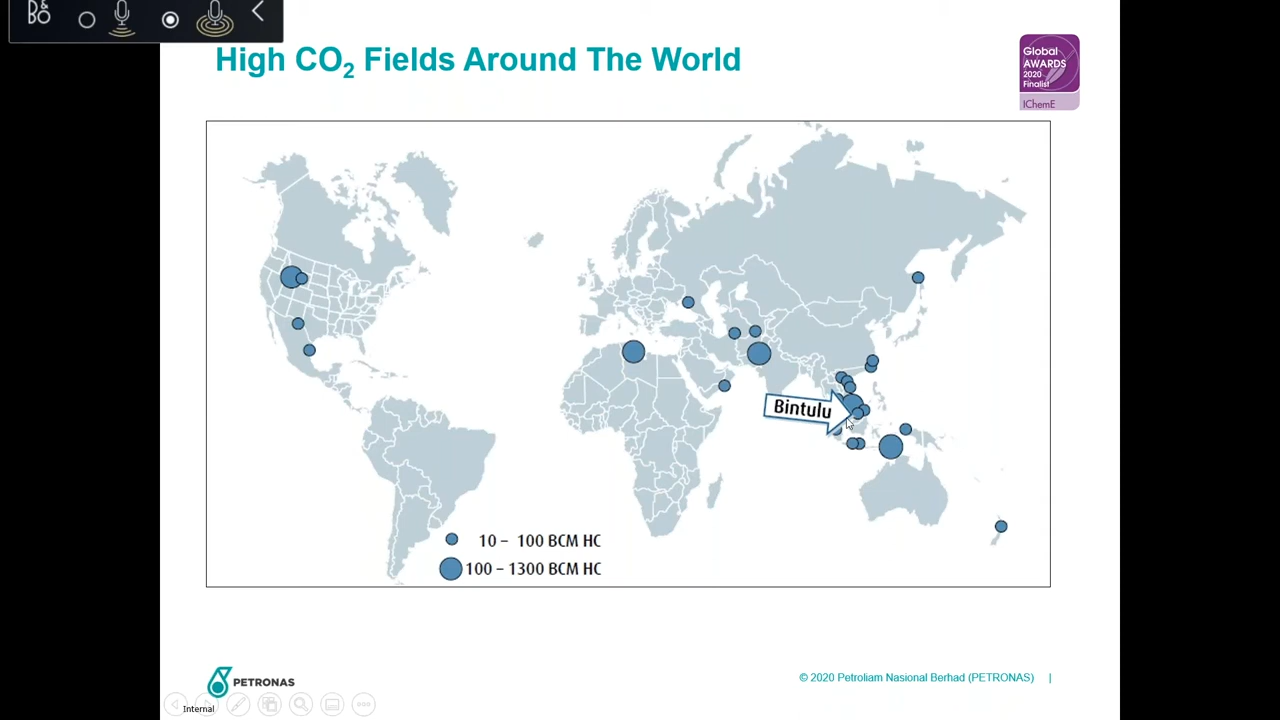 B&O
High CO2 Fields Around The World
Global
AWARDS
2020
Finalist
IChemE
Bintulu
10 – 100 BCM HC
100 – 1300 BCM HC
PETRONAS
© 2020 Petroliam Nasional Berhad (PETRONAS) |
Internal